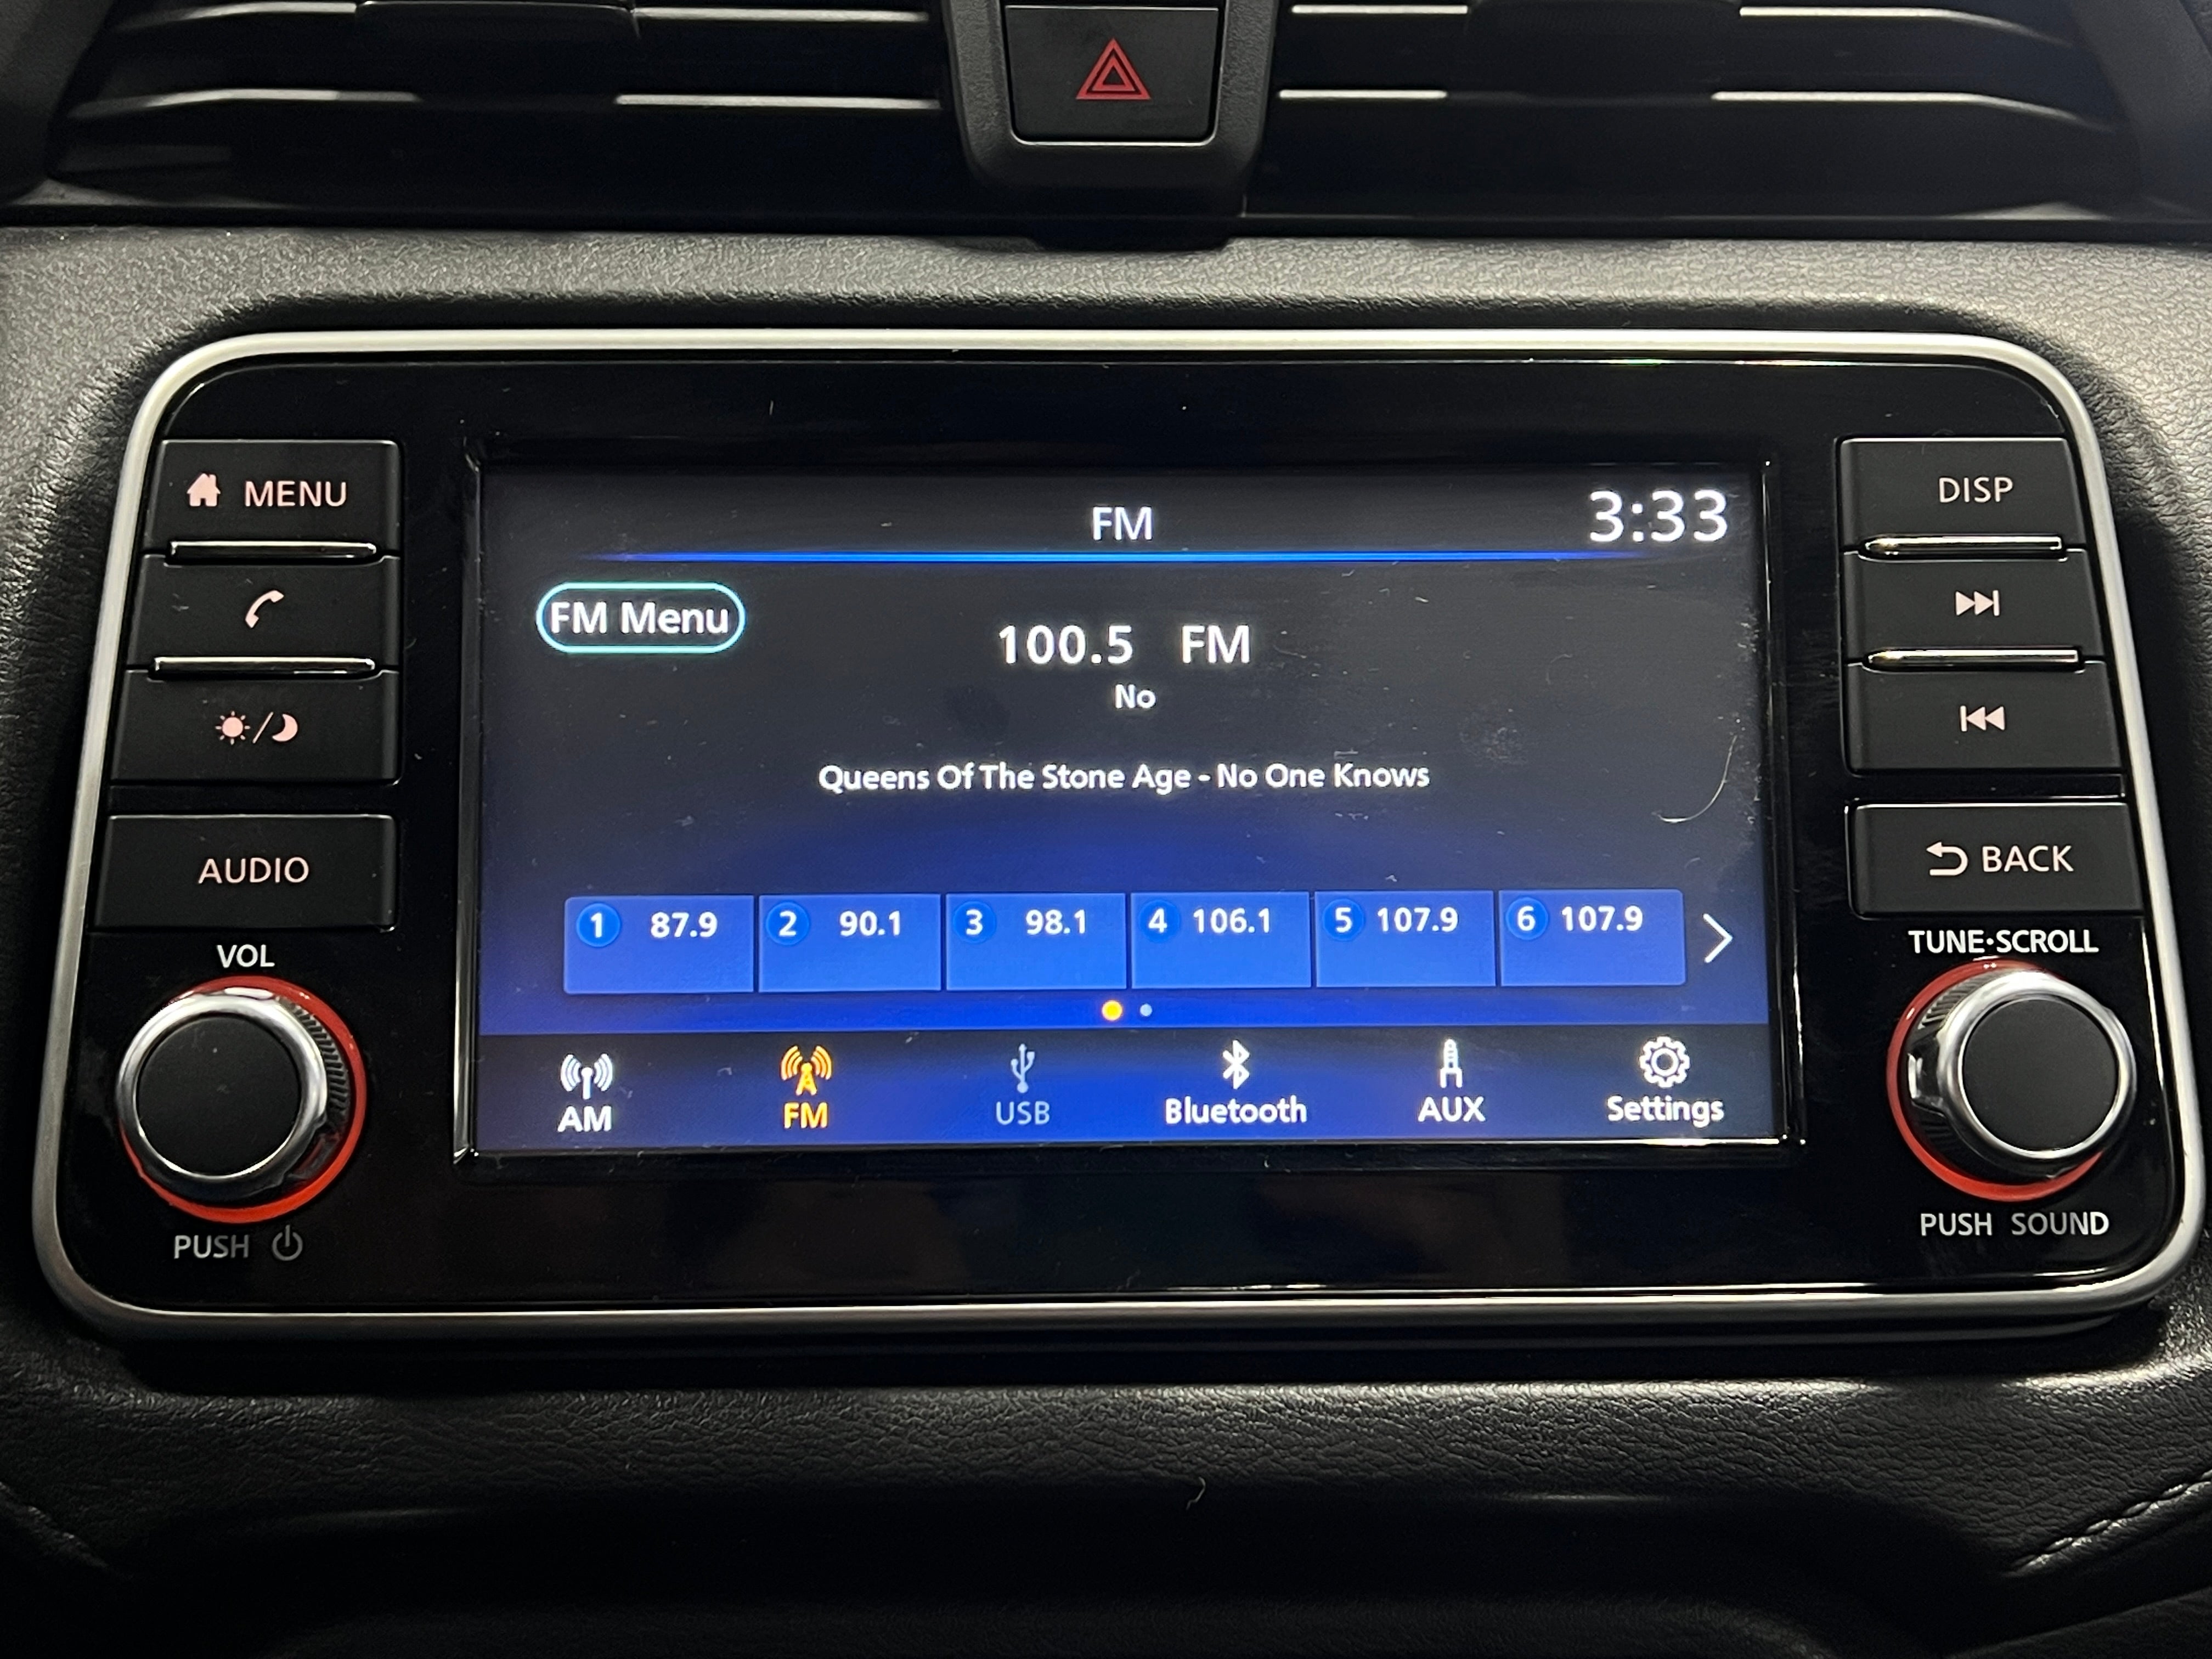 MENU
DISP
FM
3:33
FM Menu
100.5 FM
No
Queens Of The Stone Age - No One Knows
AUDIO
BACK
1 87.9
2 90.1
3 98.1
4 106.1
5 107.9
6 107.9
VOL
TUNE·SCROLL
AM
FM
USB
Bluetooth
AUX
Settings
PUSH
PUSH SOUND